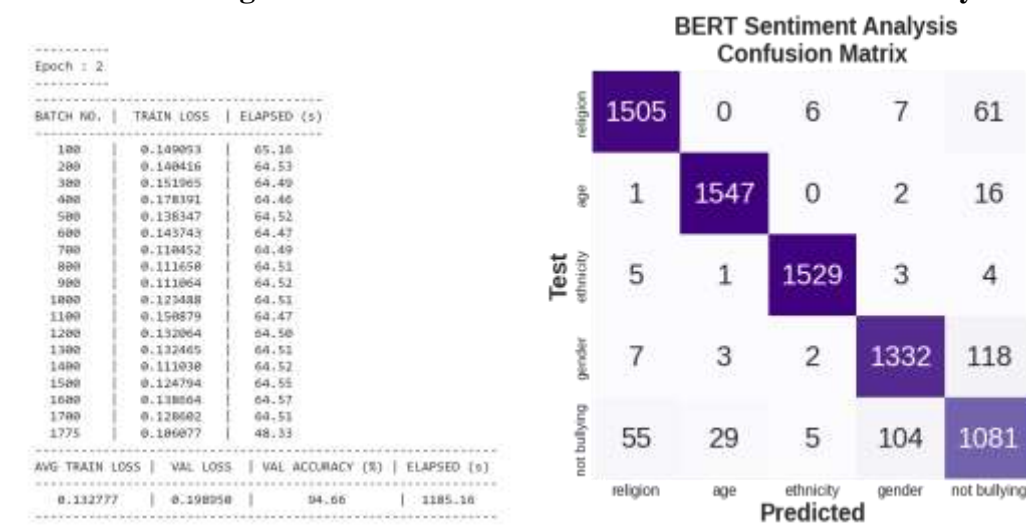 Epoch : 2
BATCH NO. | TRAIN LOSS | ELAPSED (s)
100 | 0.149053 | 65.16
200 | 0.140416 | 64.53
300 | 0.151965 | 64.49
400 | 0.178391 | 64.46
500 | 0.138347 | 64.52
600 | 0.143743 | 64.47
700 | 0.110452 | 64.49
800 | 0.111650 | 64.51
900 | 0.111064 | 64.52
1000 | 0.123488 | 64.51
1100 | 0.150879 | 64.47
1200 | 0.132064 | 64.50
1300 | 0.132465 | 64.51
1400 | 0.111030 | 64.52
1500 | 0.124794 | 64.55
1600 | 0.138664 | 64.57
1700 | 0.128602 | 64.51
1775 | 0.106077 | 48.33
AVG TRAIN LOSS | VAL LOSS | VAL ACCURACY (%) | ELAPSED (s)
0.132777 | 0.198950 | 94.66 | 1185.16
BERT Sentiment Analysis
Confusion Matrix
religion 1505 0 6 7 61
age 1 1547 0 2 16
Test
ethnicity 5 1 1529 3 4
gender 7 3 2 1332 118
not bullying 55 29 5 104 1081
religion age ethnicity gender not bullying
Predicted